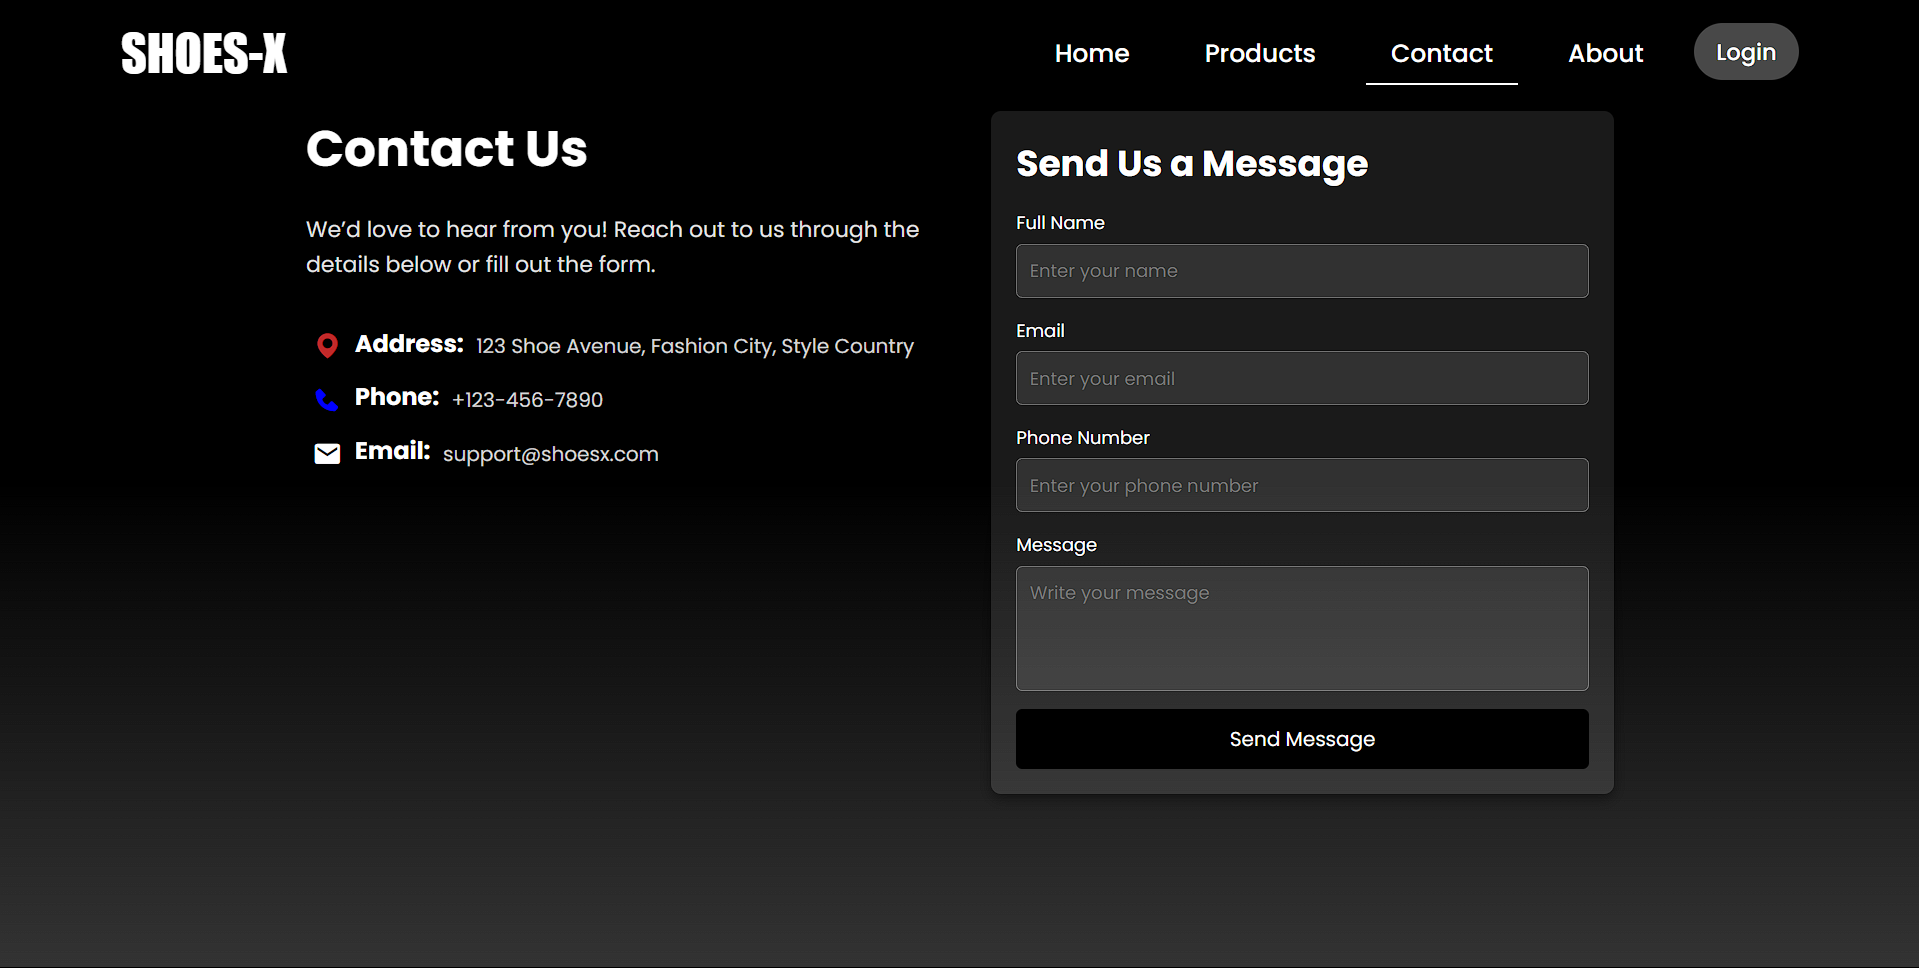 SHOES-X
Home
Products
Contact
About
Login
Contact Us
We’d love to hear from you! Reach out to us through the
details below or fill out the form.
Address: 123 Shoe Avenue, Fashion City, Style Country
Phone: +123-456-7890
Email: support@shoesx.com
Send Us a Message
Full Name
Enter your name
Email
Enter your email
Phone Number
Enter your phone number
Message
Write your message
Send Message